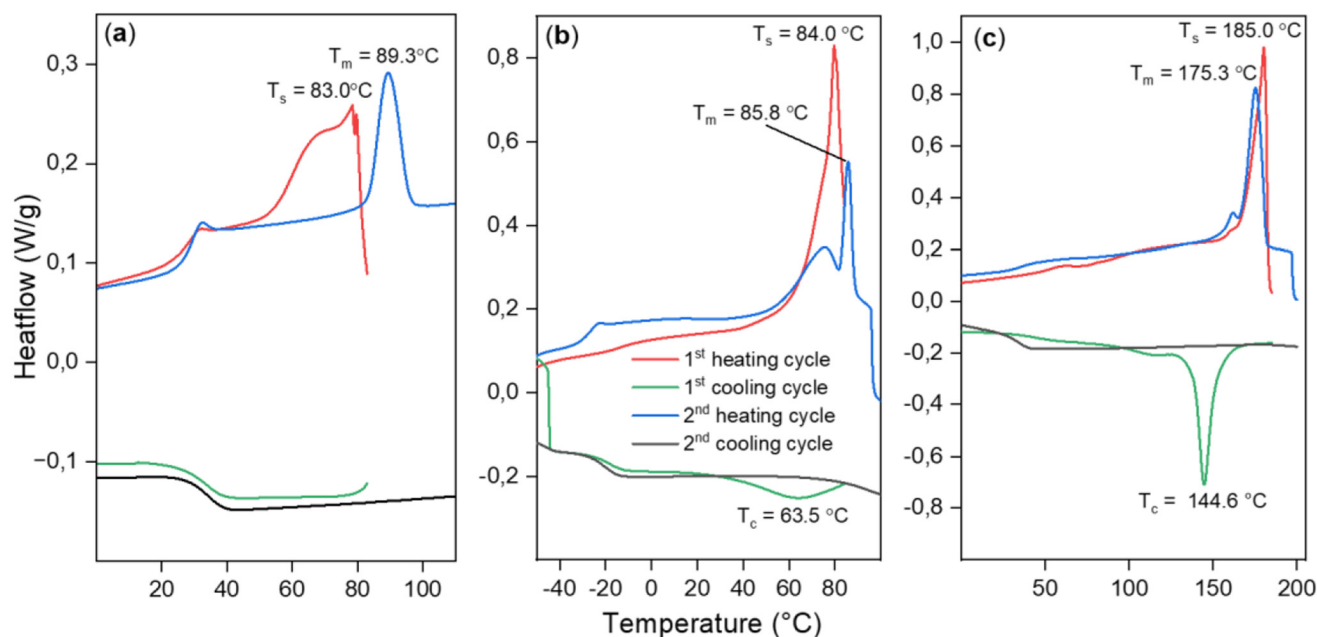 (a)
T_m = 89.3°C
T_s = 83.0°C
0,3
0,2
0,1
0,0
−0,1
20 40 60 80 100
Heatflow (W/g)
(b)
T_s = 84.0 °C
T_m = 85.8 °C
0,8
0,6
0,4
0,2
0,0
-0,2
1st heating cycle
1st cooling cycle
2nd heating cycle
2nd cooling cycle
T_c = 63.5 °C
-40 -20 0 20 40 60 80
Temperature (°C)
(c)
T_s = 185.0 °C
T_m = 175.3 °C
1,0
0,8
0,6
0,4
0,2
0,0
-0,2
-0,4
-0,6
-0,8
T_c = 144.6 °C
50 100 150 200